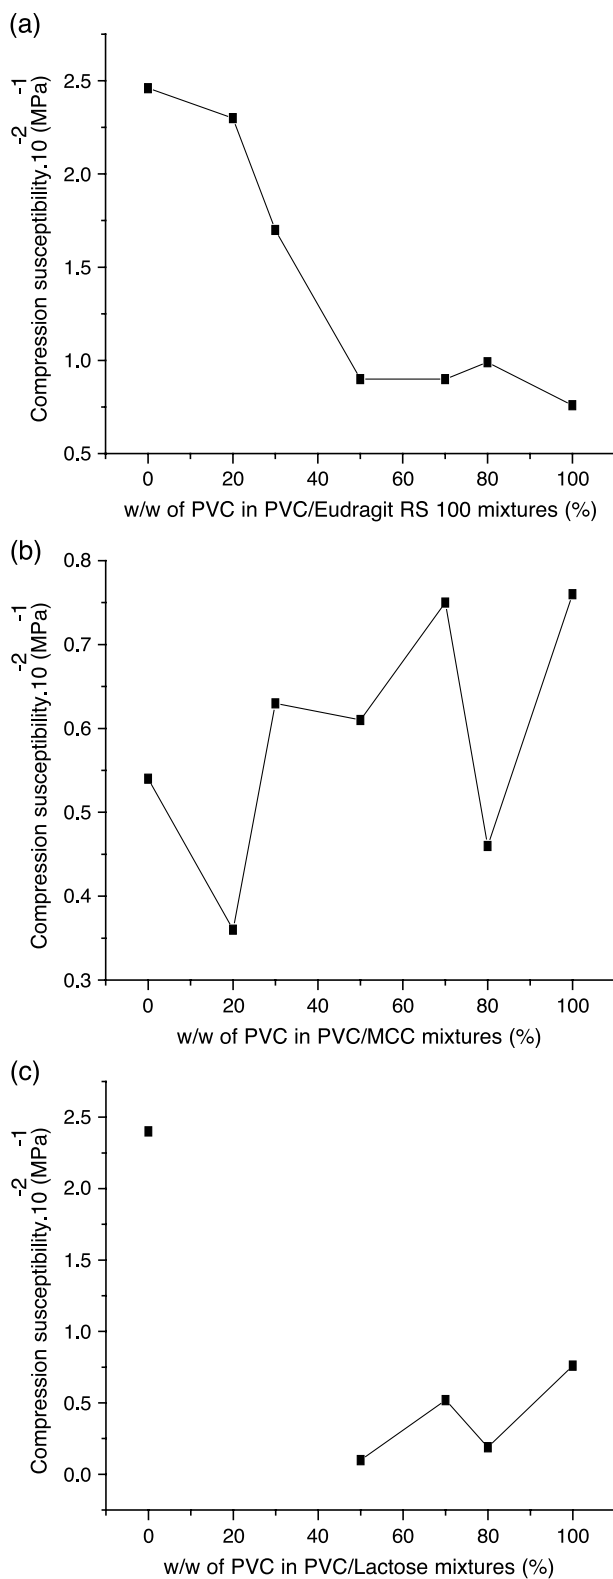 (a)
Compression susceptibility.10⁻² (MPa)⁻¹
2.5
2.0
1.5
1.0
0.5
0 20 40 60 80 100
w/w of PVC in PVC/Eudragit RS 100 mixtures (%)
(b)
Compression susceptibility.10⁻² (MPa)⁻¹
0.8
0.7
0.6
0.5
0.4
0.3
0 20 40 60 80 100
w/w of PVC in PVC/MCC mixtures (%)
(c)
Compression susceptibility.10⁻² (MPa)⁻¹
2.5
2.0
1.5
1.0
0.5
0.0
0 20 40 60 80 100
w/w of PVC in PVC/Lactose mixtures (%)